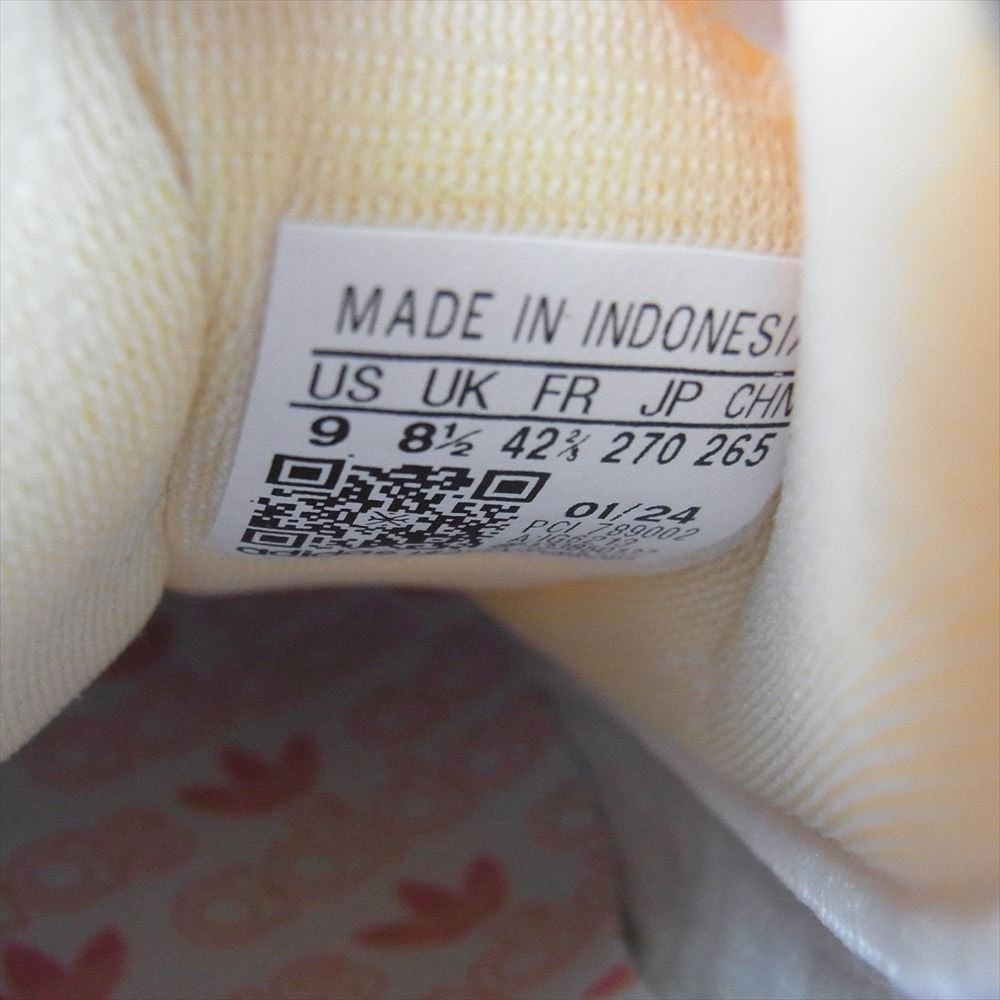 MADE IN INDONESIA
US UK FR JP CHN
9 8½ 42⅔ 270 265
01/24
PCI 789002
adidas